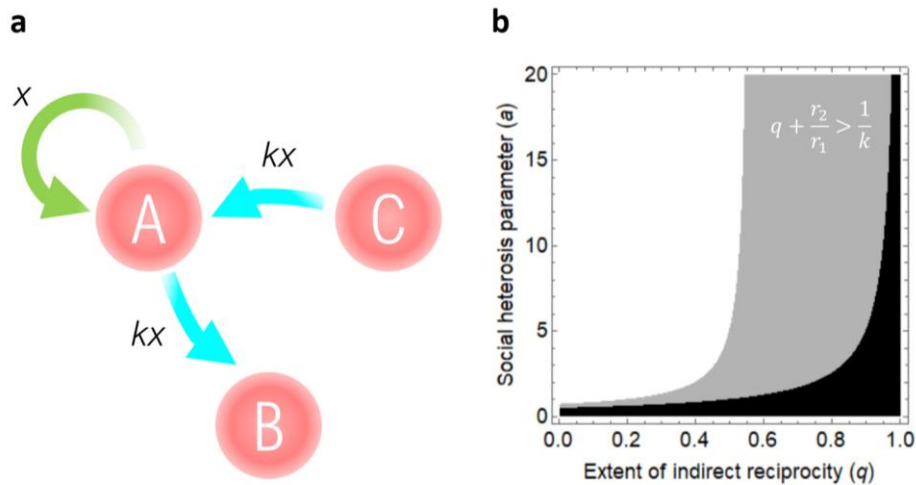 a
x
kx
A
C
kx
B
b
20
15
10
5
0
Social heterosis parameter (a)
q + r₂/r₁ > 1/k
0.0 0.2 0.4 0.6 0.8 1.0
Extent of indirect reciprocity (q)